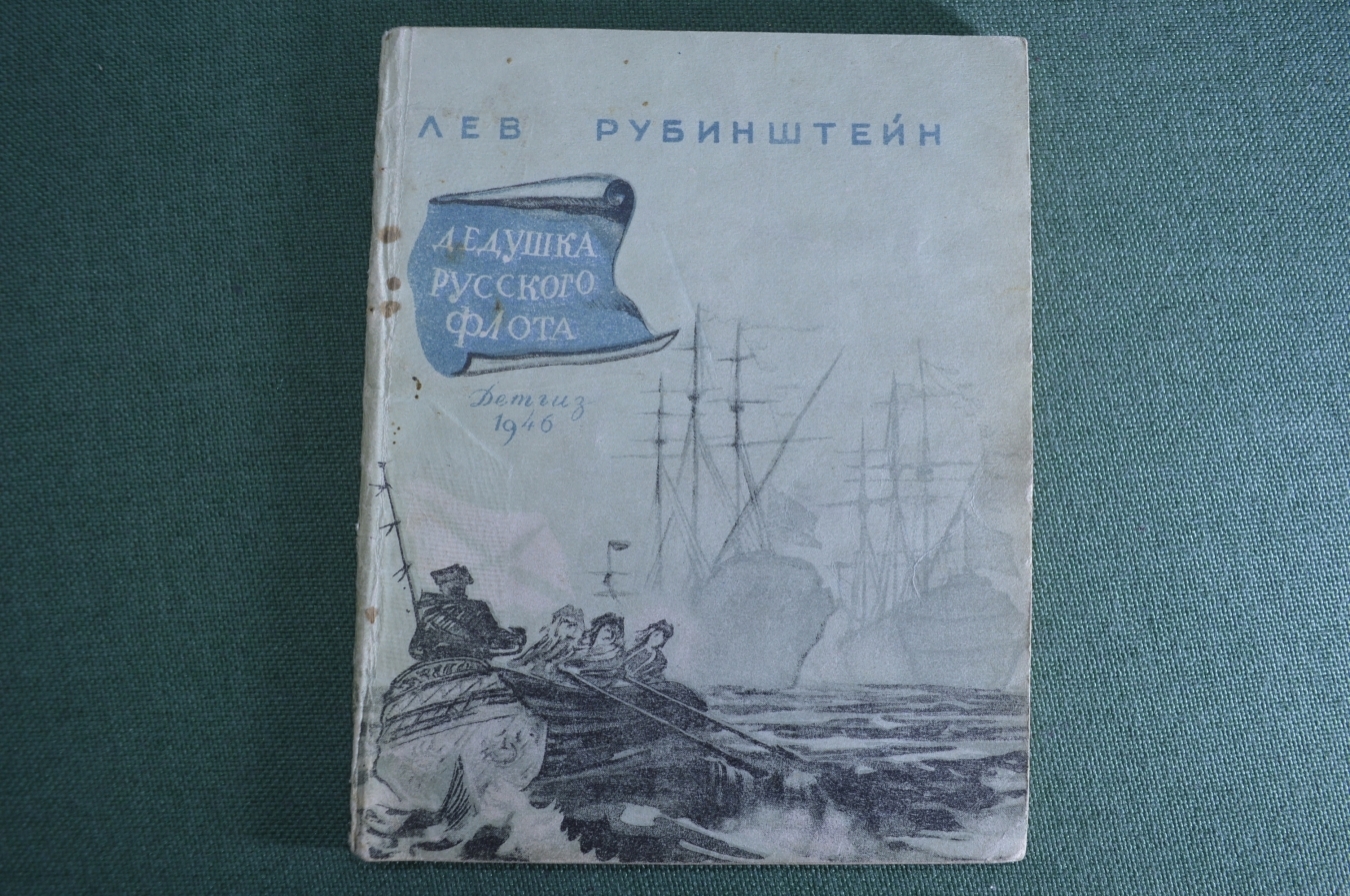 ЛЕВ РУБИНШТЕЙН
ДЕДУШКА
РУССКОГО
ФЛОТА
Детгиз
1946